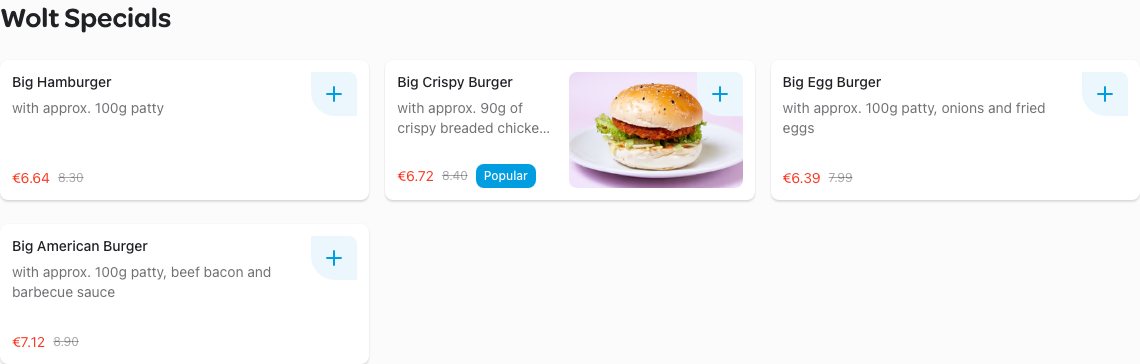 Wolt Specials
Big Hamburger
with approx. 100g patty
€6.64 8.30
Big Crispy Burger
with approx. 90g of
crispy breaded chicke...
€6.72 8.40 Popular
Big Egg Burger
with approx. 100g patty, onions and fried
eggs
€6.39 7.99
Big American Burger
with approx. 100g patty, beef bacon and
barbecue sauce
€7.12 8.90